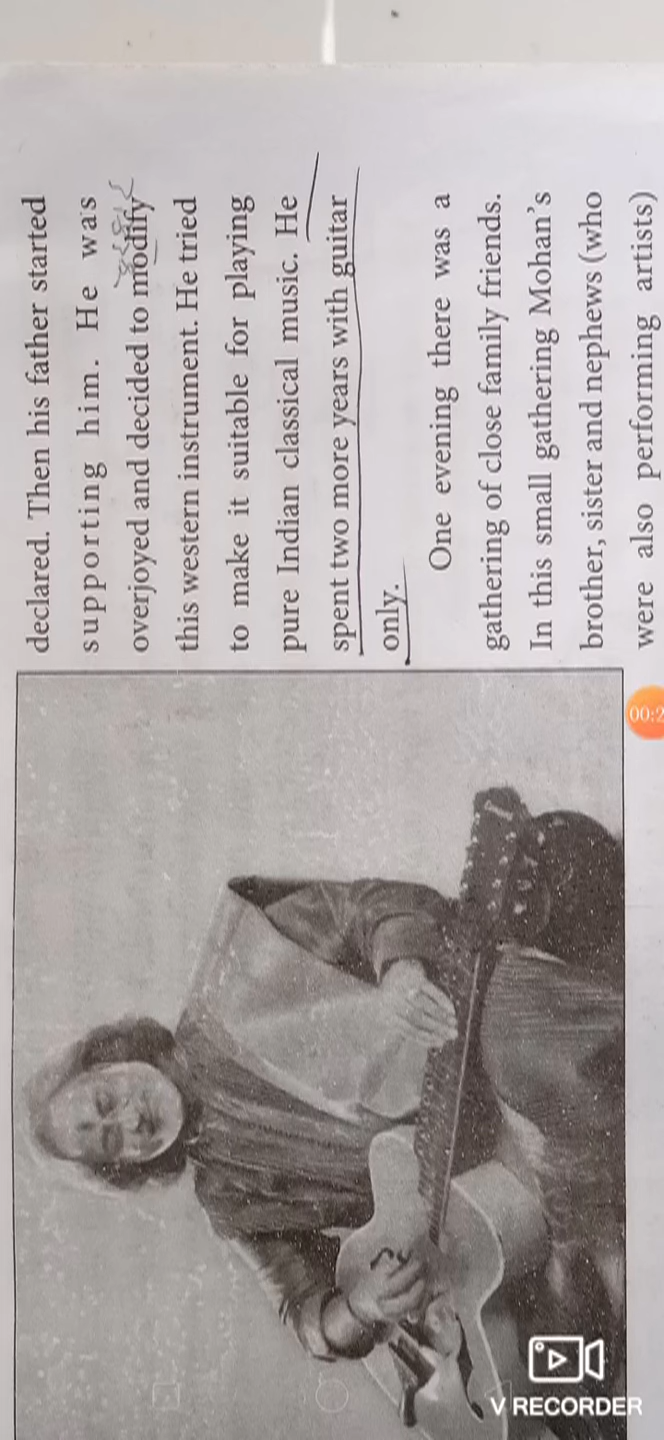 declared. Then his father started
supporting him. He was
overjoyed and decided to modify
this western instrument. He tried
to make it suitable for playing
pure Indian classical music. He
spent two more years with guitar
only.
One evening there was a
gathering of close family friends.
In this small gathering Mohan's
brother, sister and nephews (who
were also performing artists)
00:2
V RECORDER